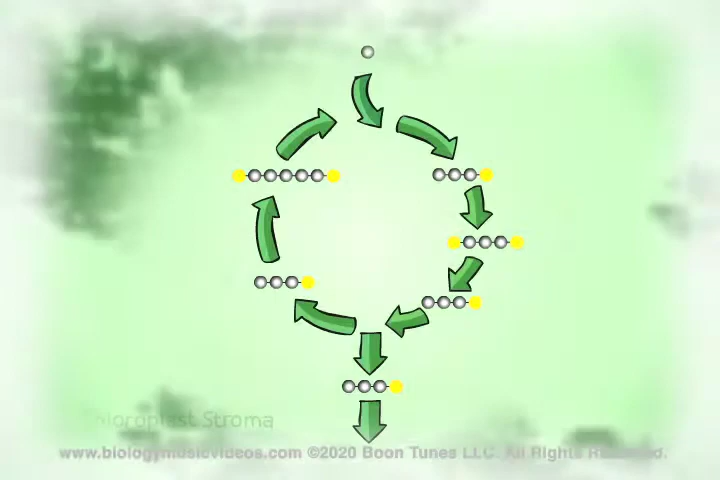 Chloroplast Stroma
www.biologymusicvideos.com ©2020 Boon Tunes LLC. All Rights Reserved.